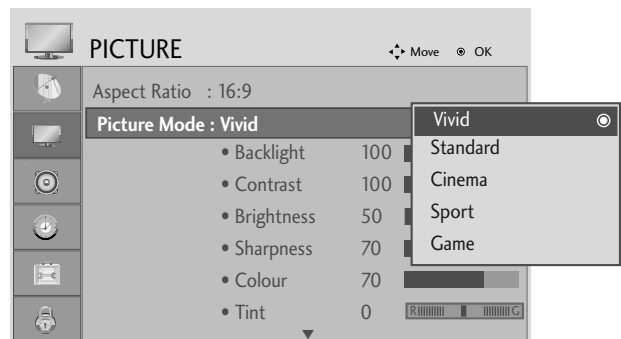 PICTURE
Move OK
Aspect Ratio : 16:9
Picture Mode : Vivid
• Backlight 100
• Contrast 100
• Brightness 50
• Sharpness 70
• Colour 70
• Tint 0 R G
Vivid
Standard
Cinema
Sport
Game